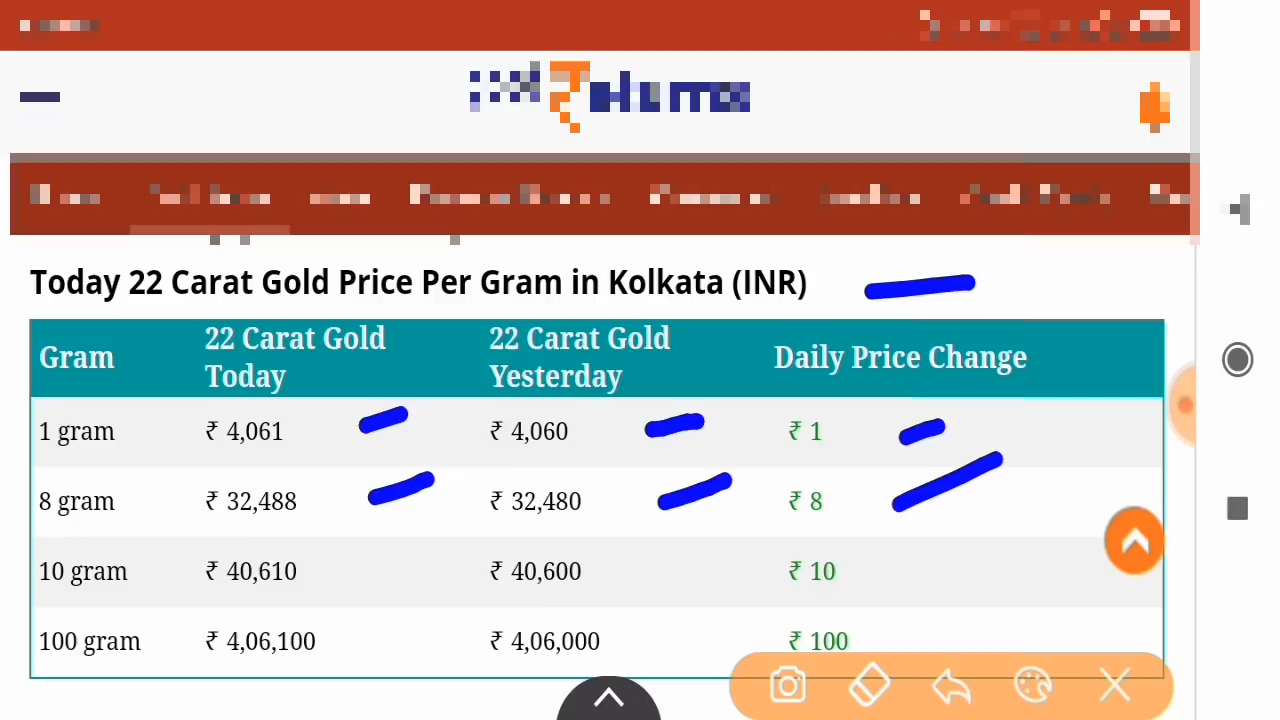 Today 22 Carat Gold Price Per Gram in Kolkata (INR)
Gram 22 Carat Gold Today 22 Carat Gold Yesterday Daily Price Change
1 gram ₹ 4,061 ₹ 4,060 ₹ 1
8 gram ₹ 32,488 ₹ 32,480 ₹ 8
10 gram ₹ 40,610 ₹ 40,600 ₹ 10
100 gram ₹ 4,06,100 ₹ 4,06,000 ₹ 100